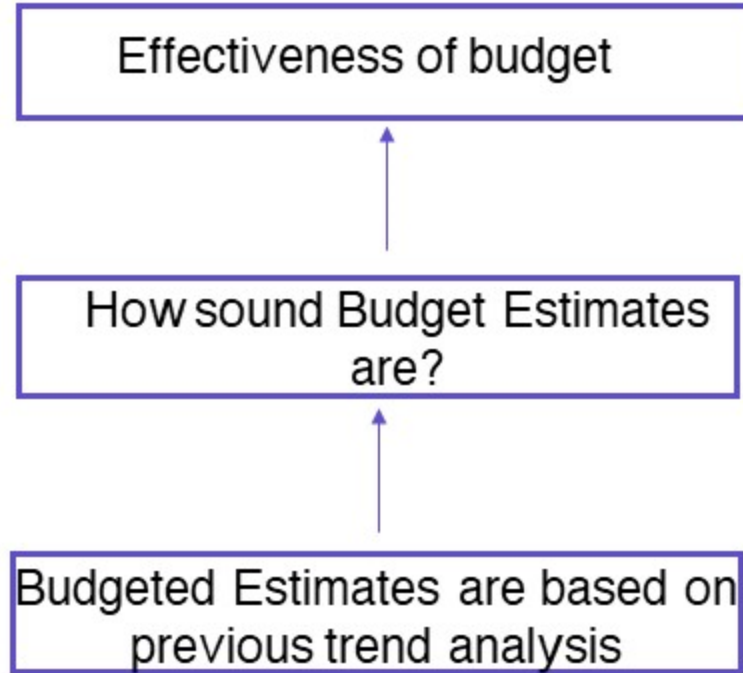 Effectiveness of budget
How sound Budget Estimates
are?
Budgeted Estimates are based on
previous trend analysis